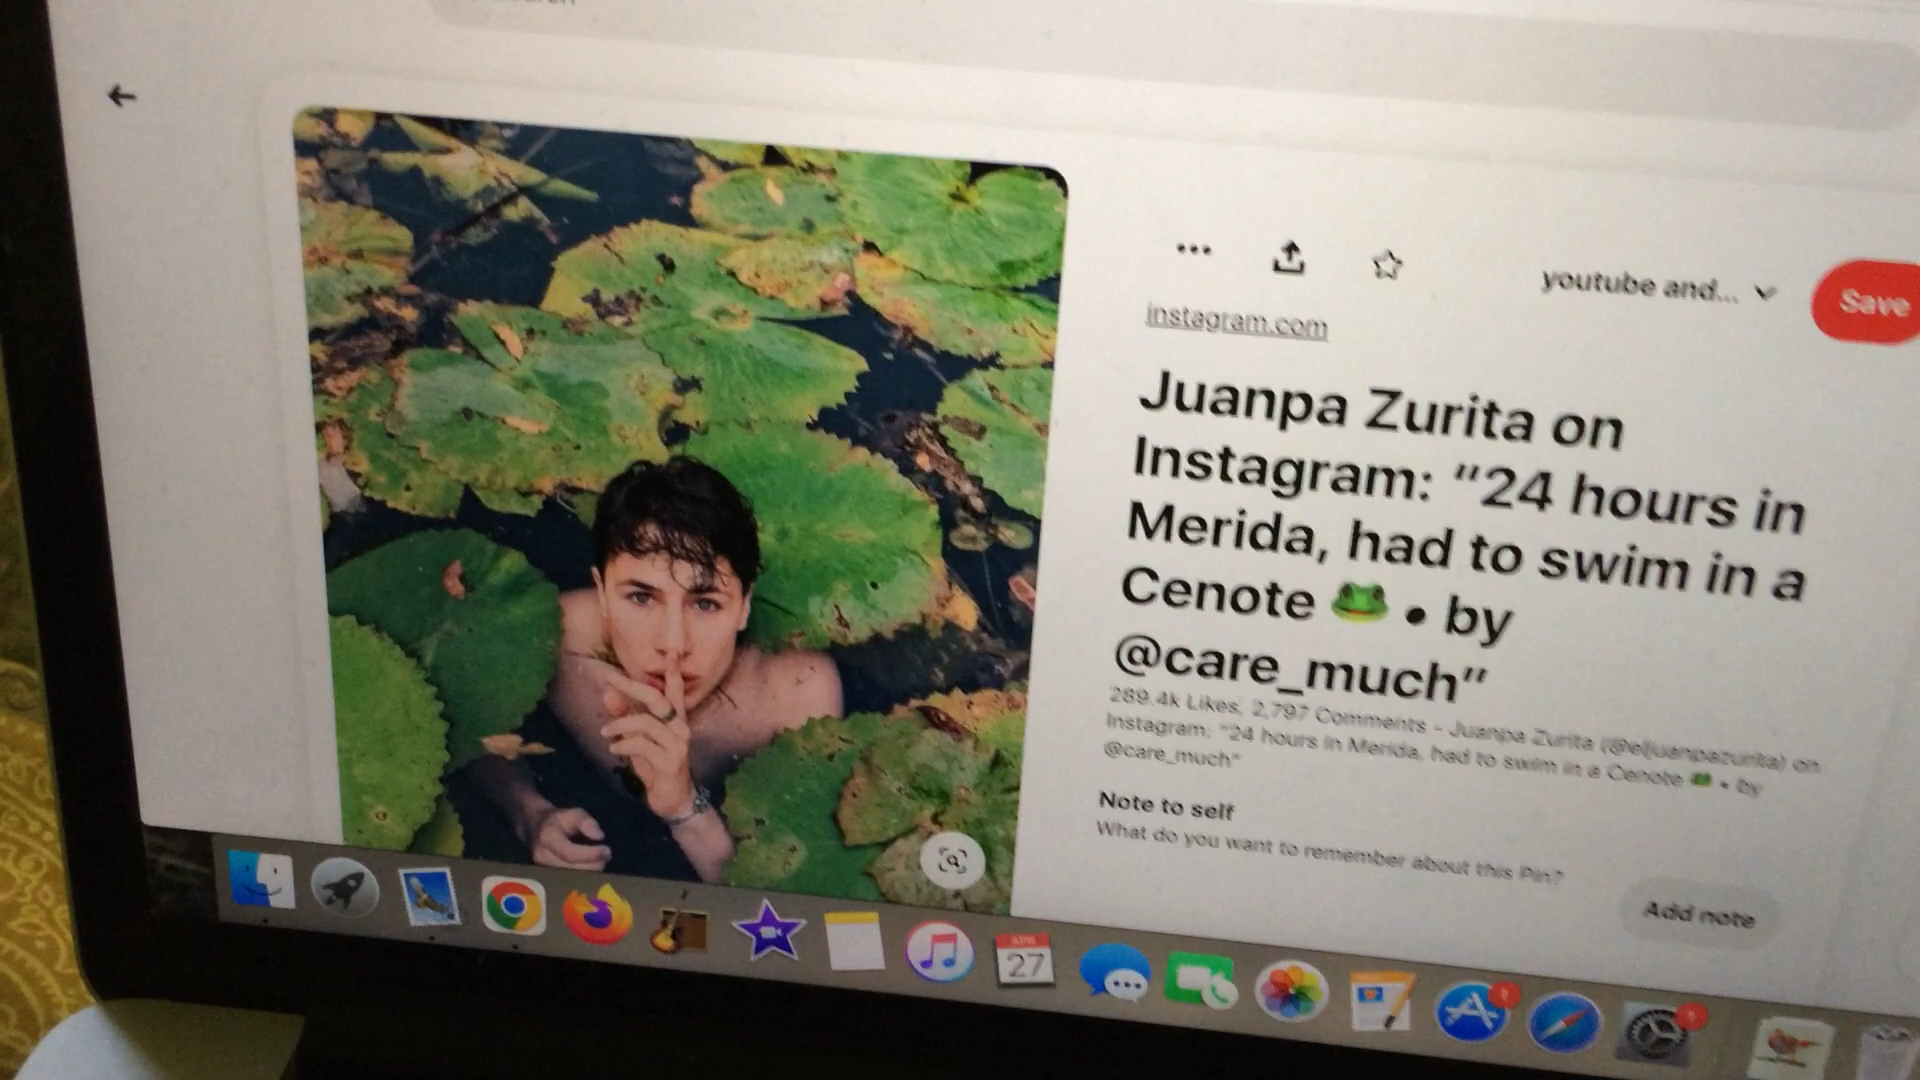 youtube and...
Save
instagram.com
Juanpa Zurita on
Instagram: “24 hours in
Merida, had to swim in a
Cenote 🐸 • by
@care_much”
289.4k Likes, 2,797 Comments - Juanpa Zurita (@eljuanpazurita) on
Instagram: “24 hours in Merida, had to swim in a Cenote 🐸 • by
@care_much”
Note to self
What do you want to remember about this Pin?
Add note
27